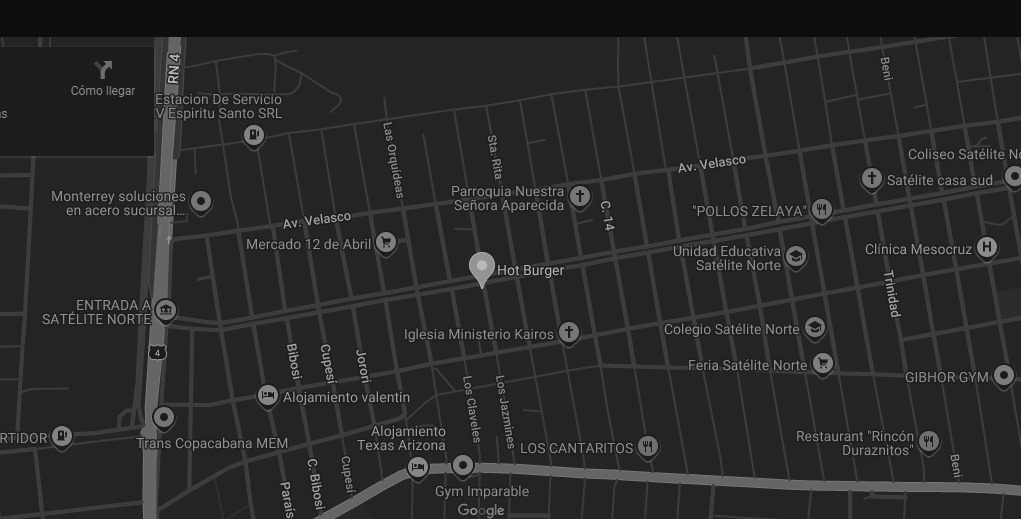 RN 4
Cómo llegar
as
Estacion De Servicio
V Espiritu Santo SRL
Beni
Las Orquídeas
Sta. Rita
Av. Velasco
Coliseo Satélite No
Satélite casa sud
Monterrey soluciones
en acero sucursal...
Parroquia Nuestra
Señora Aparecida
C. 14
"POLLOS ZELAYA"
Av. Velasco
Mercado 12 de Abril
Unidad Educativa
Satélite Norte
Clínica Mesocruz
H
Hot Burger
Trinidad
ENTRADA A
SATÉLITE NORTE
Iglesia Ministerio Kairos
Colegio Satélite Norte
4
Bibosi
Cupesí
Jorori
Feria Satélite Norte
GIBHOR GYM
Alojamiento valentin
Los Claveles
Los Jazmines
RTIDOR
Trans Copacabana MEM
Alojamiento
Texas Arizona
LOS CANTARITOS
Restaurant "Rincón
Duraznitos"
Beni
Paraís
C. Bibosi
Cupesí
Gym Imparable
Google